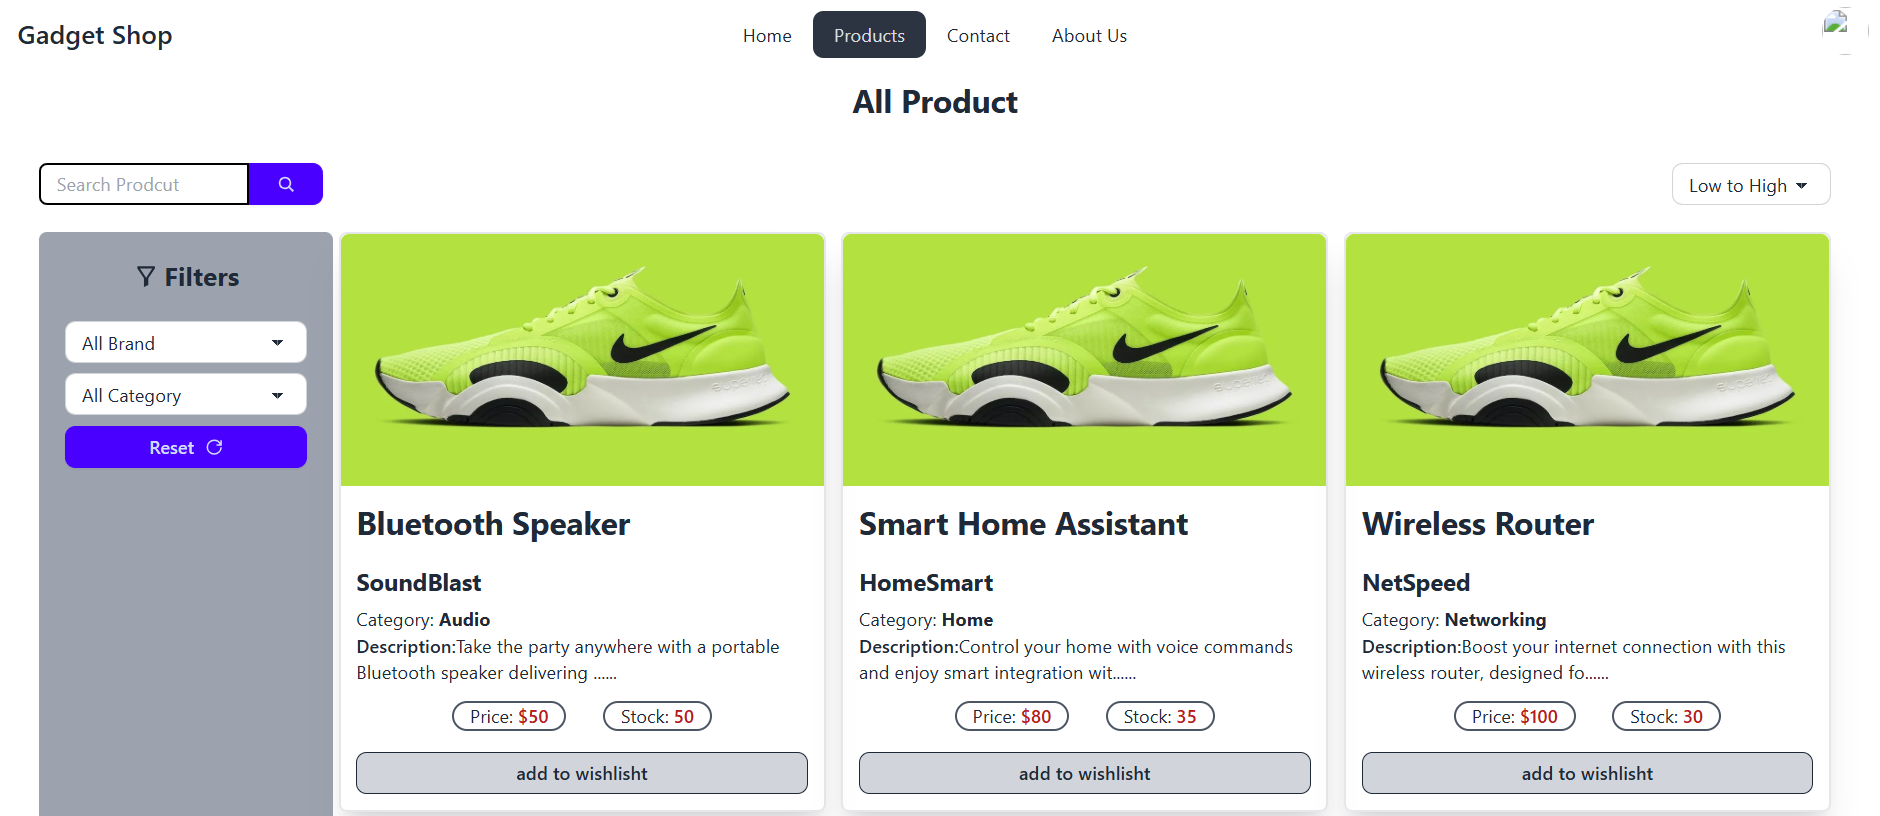 Gadget Shop
Home
Products
Contact
About Us
All Product
Search Prodcut
Low to High
Filters
All Brand
All Category
Reset
Bluetooth Speaker
SoundBlast
Category: Audio
Description:Take the party anywhere with a portable
Bluetooth speaker delivering ......
Price: $50
Stock: 50
add to wishlisht
Smart Home Assistant
HomeSmart
Category: Home
Description:Control your home with voice commands
and enjoy smart integration wit......
Price: $80
Stock: 35
add to wishlisht
Wireless Router
NetSpeed
Category: Networking
Description:Boost your internet connection with this
wireless router, designed fo......
Price: $100
Stock: 30
add to wishlisht